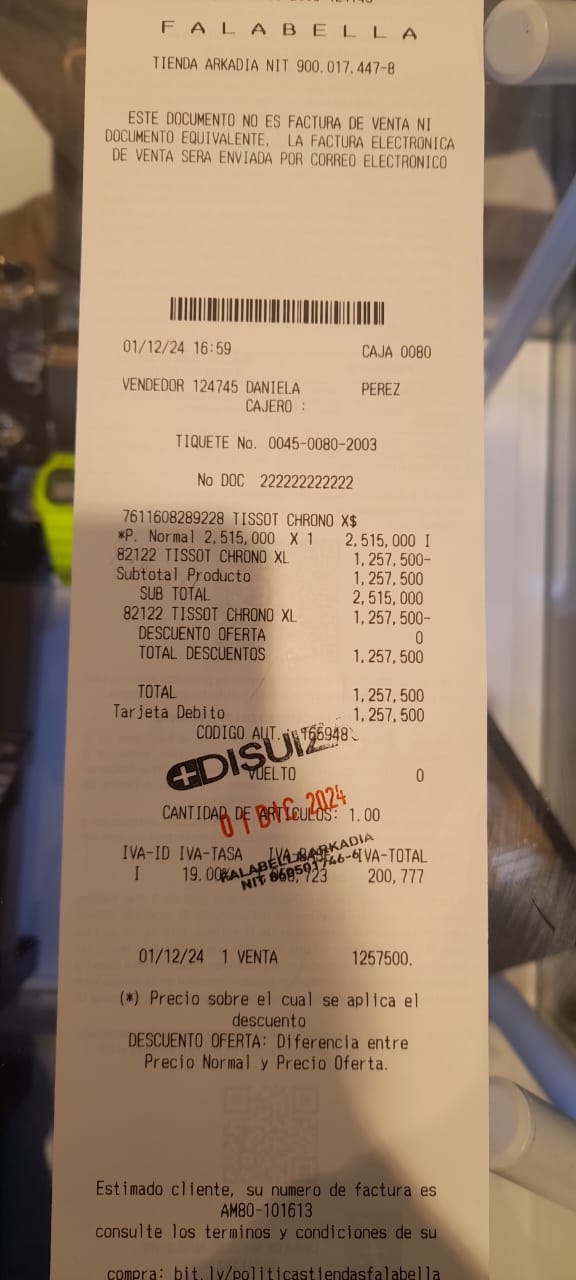 FALABELLA
TIENDA ARKADIA NIT 900.017.447-8
ESTE DOCUMENTO NO ES FACTURA DE VENTA NI
DOCUMENTO EQUIVALENTE, LA FACTURA ELECTRONICA
DE VENTA SERA ENVIADA POR CORREO ELECTRONICO
01/12/24 16:59 CAJA 0080
VENDEDOR 124745 DANIELA PEREZ
CAJERO :
TIQUETE No. 0045-0080-2003
No DOC 222222222222
7611608289228 TISSOT CHRONO X$
*P. Normal 2,515,000 X 1 2,515,000 I
82122 TISSOT CHRONO XL 1,257,500-
Subtotal Producto 1,257,500
SUB TOTAL 2,515,000
82122 TISSOT CHRONO XL 1,257,500-
DESCUENTO OFERTA 0
TOTAL DESCUENTOS 1,257,500
TOTAL 1,257,500
Tarjeta Debito 1,257,500
CODIGO AUT.
DISUIZ
VUELTO 0
01 DIC 2024
CANTIDAD DE ARTICULOS: 1.00
FALABELLA ARKADIA
IVA-ID IVA-TASA IVA-TOTAL
NIT 860501746-6
I 19.00 723 200,777
01/12/24 1 VENTA 1257500.
(*) Precio sobre el cual se aplica el
descuento
DESCUENTO OFERTA: Diferencia entre
Precio Normal y Precio Oferta.
Estimado cliente, su numero de factura es
AM80-101613
consulte los terminos y condiciones de su
compra: bit.ly/politicastiendasfalabella